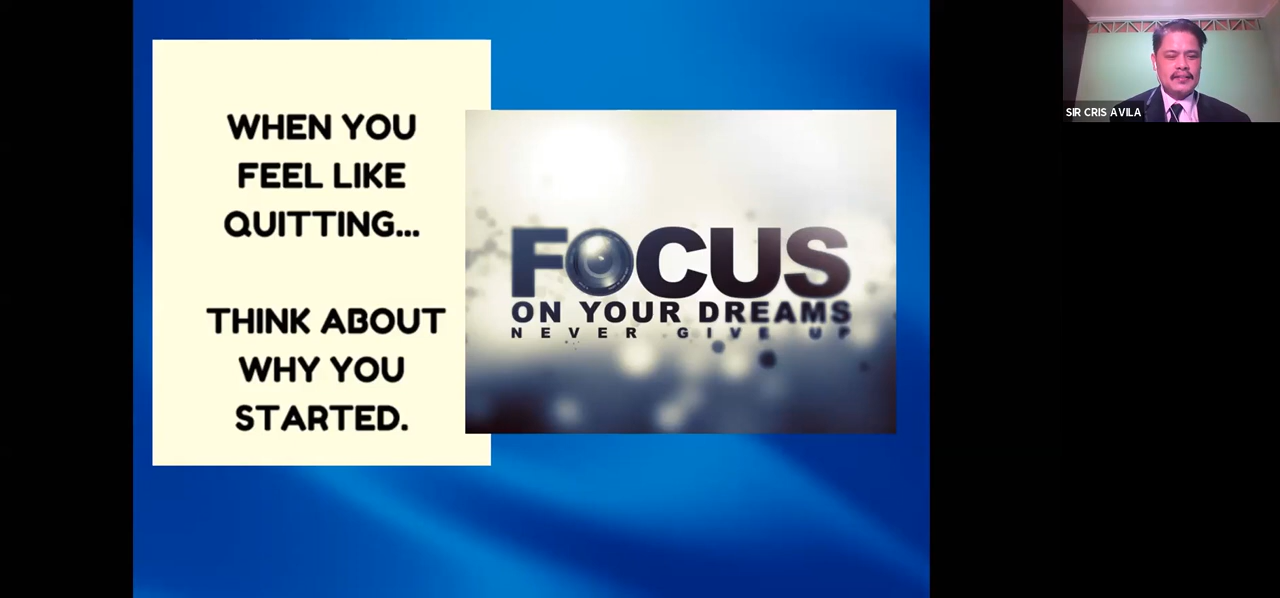 WHEN YOU
FEEL LIKE
QUITTING...
THINK ABOUT
WHY YOU
STARTED.
FOCUS
ON YOUR DREAMS
NEVER GIVE UP
SIR CRIS AVILA